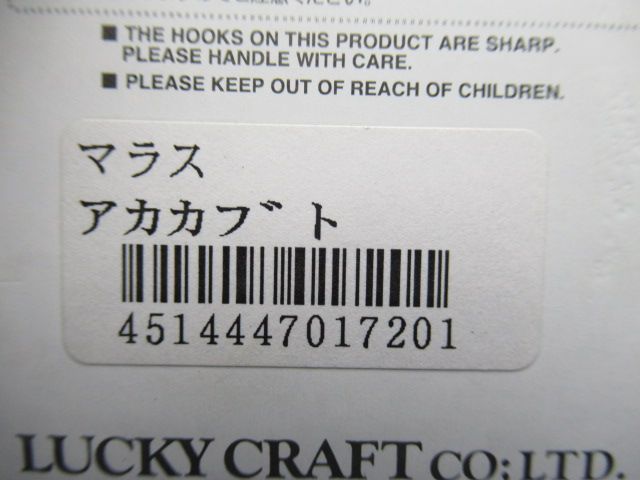 ■ THE HOOKS ON THIS PRODUCT ARE SHARP.
PLEASE HANDLE WITH CARE.
■ PLEASE KEEP OUT OF REACH OF CHILDREN.
マラス
アカカブト
4514447017201
LUCKY CRAFT CO;LTD.